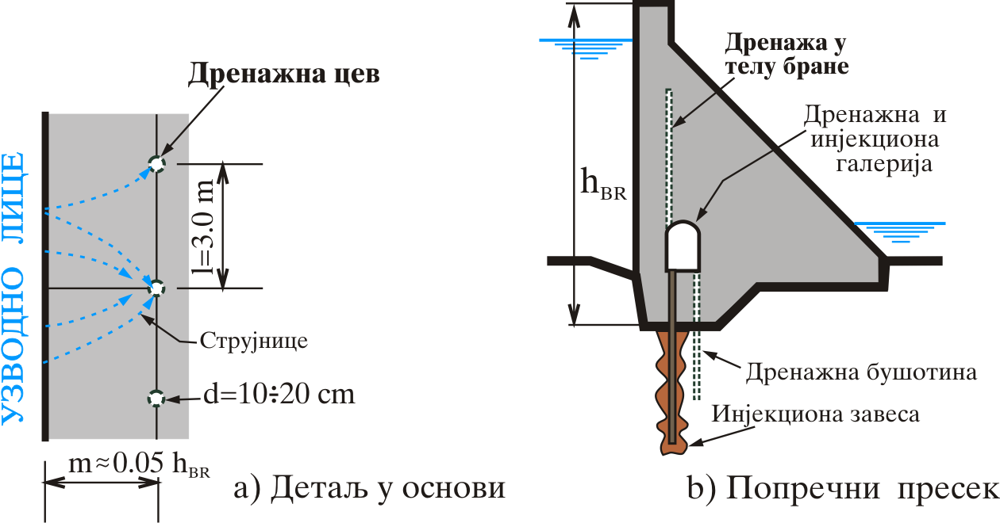 Дренажна цев
УЗВОДНО ЛИЦЕ
l=3.0 m
Струјнице
d=10÷20 cm
m≈0.05 hBR
а) Детаљ у основи
Дренажа у
телу бране
Дренажна и
инјекциона
галерија
hBR
Дренажна бушотина
Инјекциона завеса
b) Попречни пресек